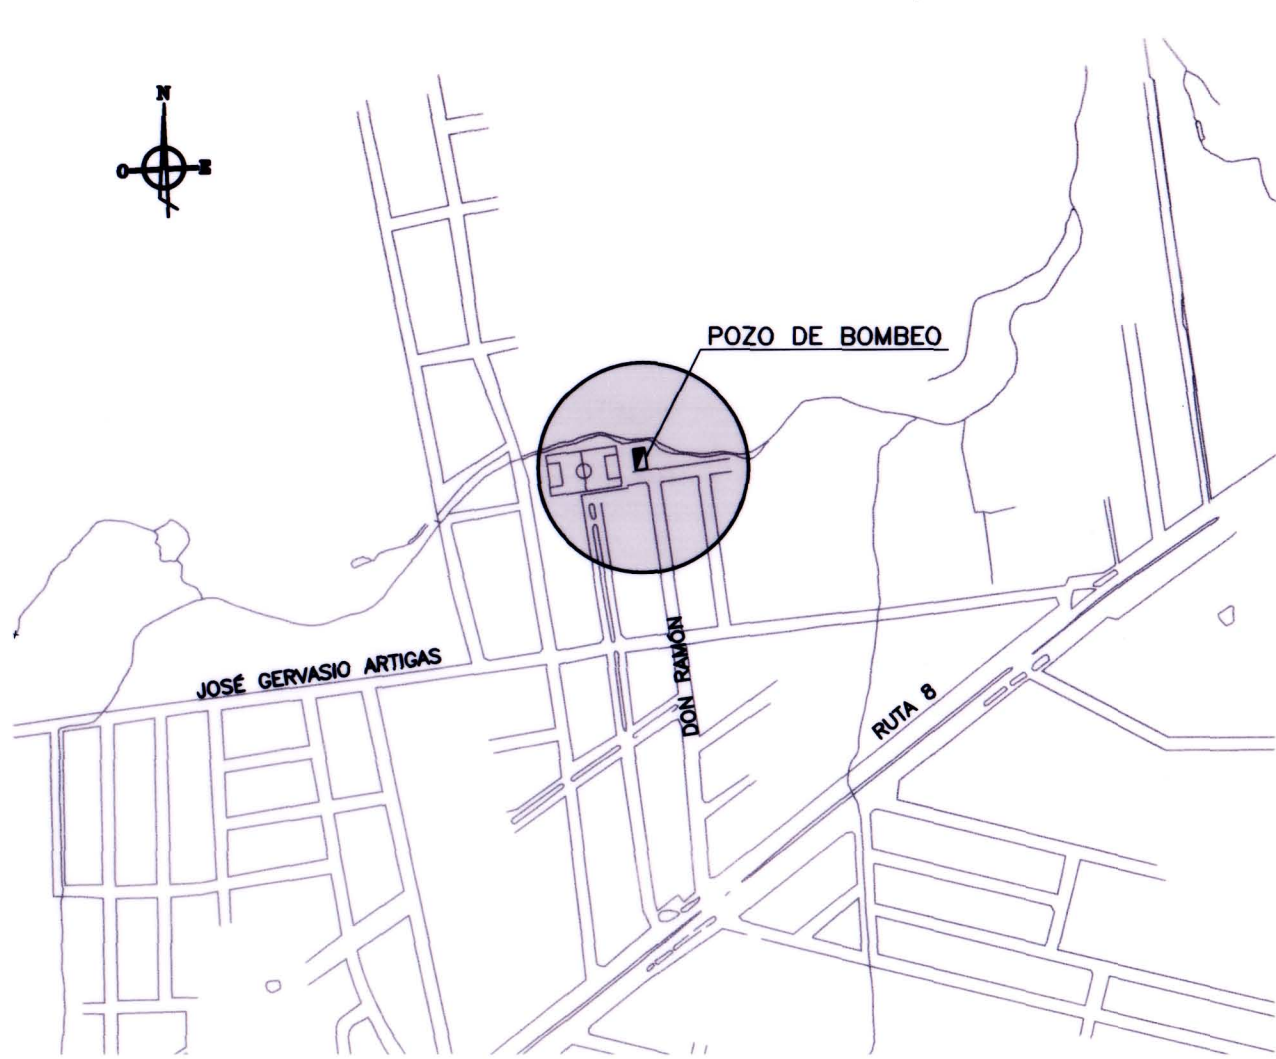 N
O E
POZO DE BOMBEO
JOSÉ GERVASIO ARTIGAS
DON RAMÓN
RUTA 8